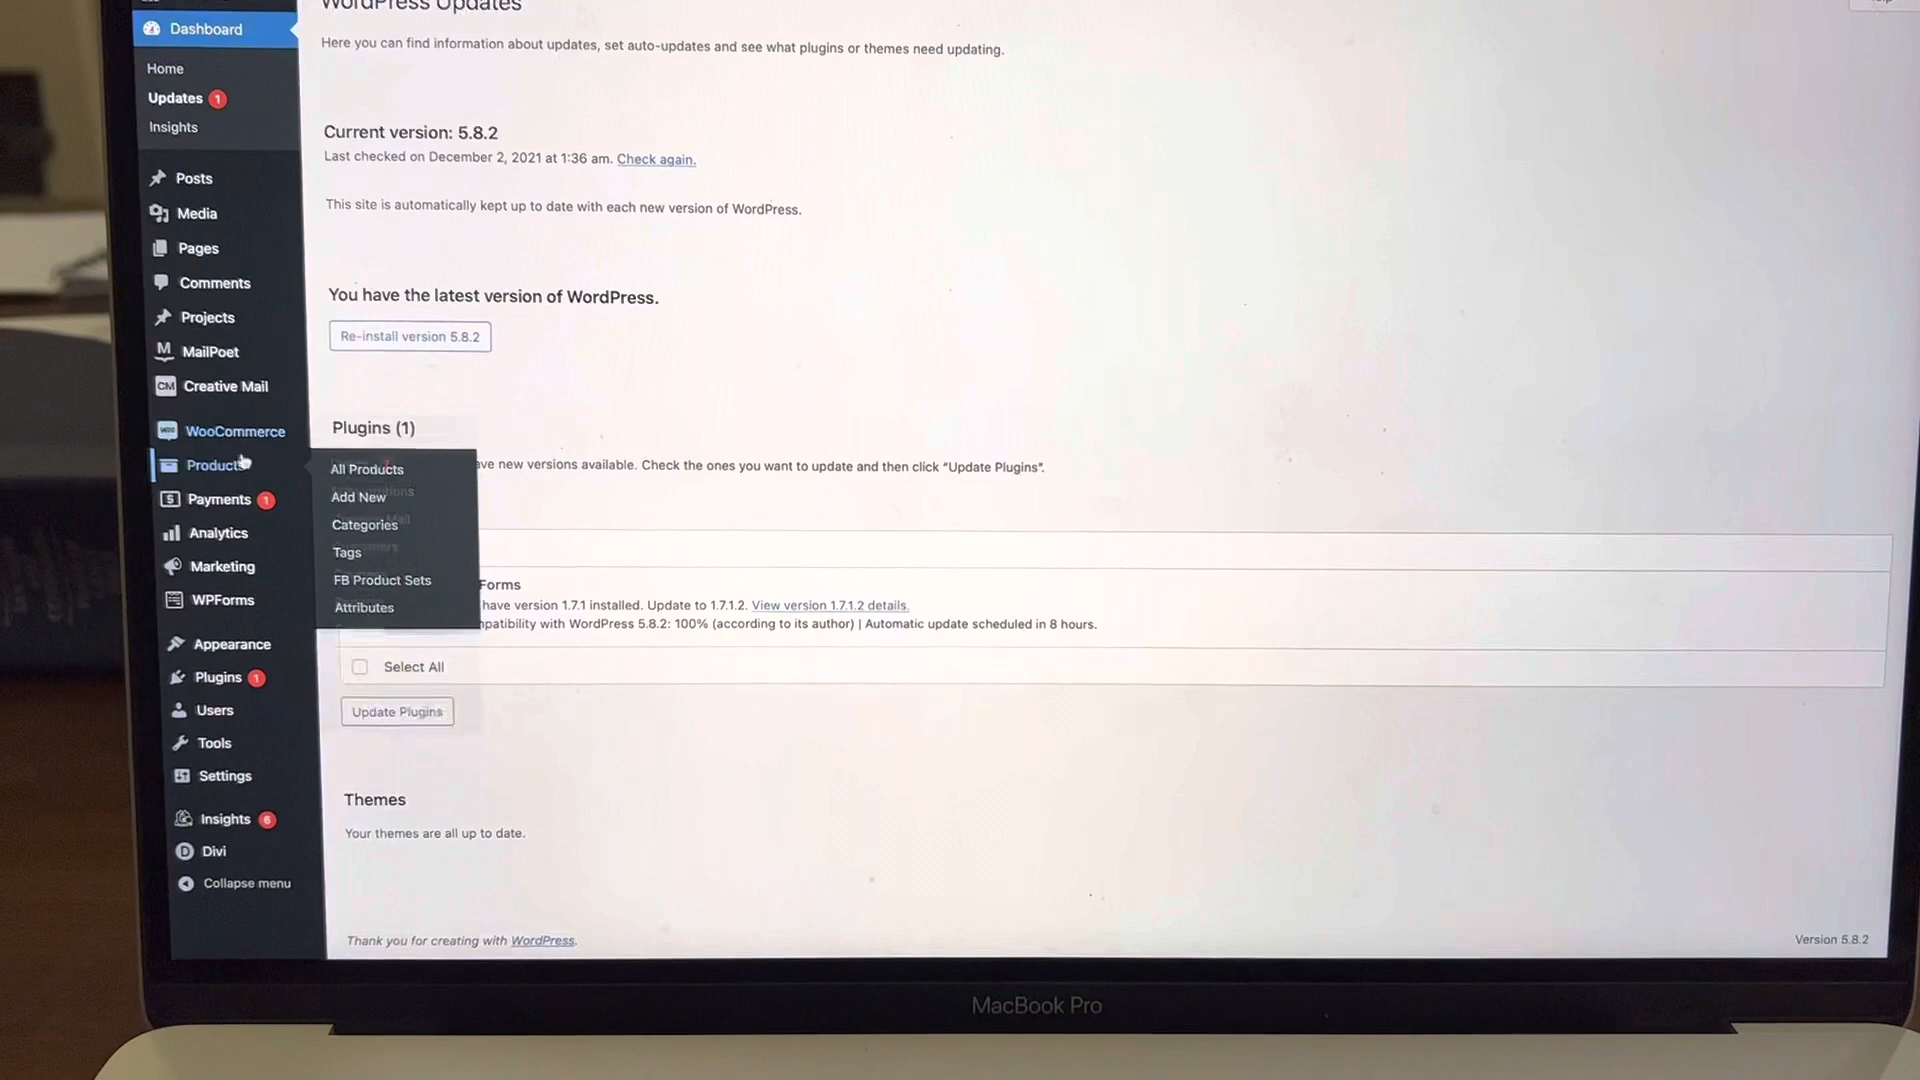 WordPress Updates
Dashboard
Here you can find information about updates, set auto-updates and see what plugins or themes need updating.
Home
Updates 1
Insights
Current version: 5.8.2
Last checked on December 2, 2021 at 1:36 am. Check again.
Posts
Media
This site is automatically kept up to date with each new version of WordPress.
Pages
Comments
You have the latest version of WordPress.
Projects
Re-install version 5.8.2
MailPoet
CM Creative Mail
WooCommerce
Plugins (1)
Products
All Products
have new versions available. Check the ones you want to update and then click “Update Plugins”.
Payments 1
Add New
Categories
Analytics
Tags
Marketing
FB Product Sets
Forms
WPForms
Attributes
have version 1.7.1 installed. Update to 1.7.1.2. View version 1.7.1.2 details.
patibility with WordPress 5.8.2: 100% (according to its author) | Automatic update scheduled in 8 hours.
Appearance
Select All
Plugins 1
Users
Update Plugins
Tools
Settings
Themes
Insights 6
Your themes are all up to date.
Divi
Collapse menu
Thank you for creating with WordPress.
Version 5.8.2
MacBook Pro